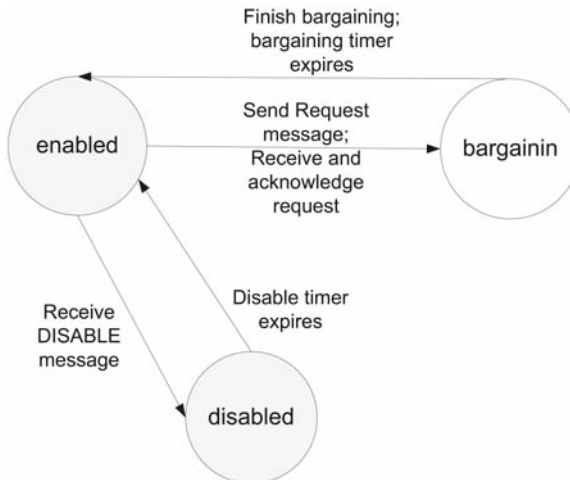 Finish bargaining;
bargaining timer
expires
Send Request
message;
Receive and
acknowledge
request
enabled
bargainin
Disable timer
expires
Receive
DISABLE
message
disabled